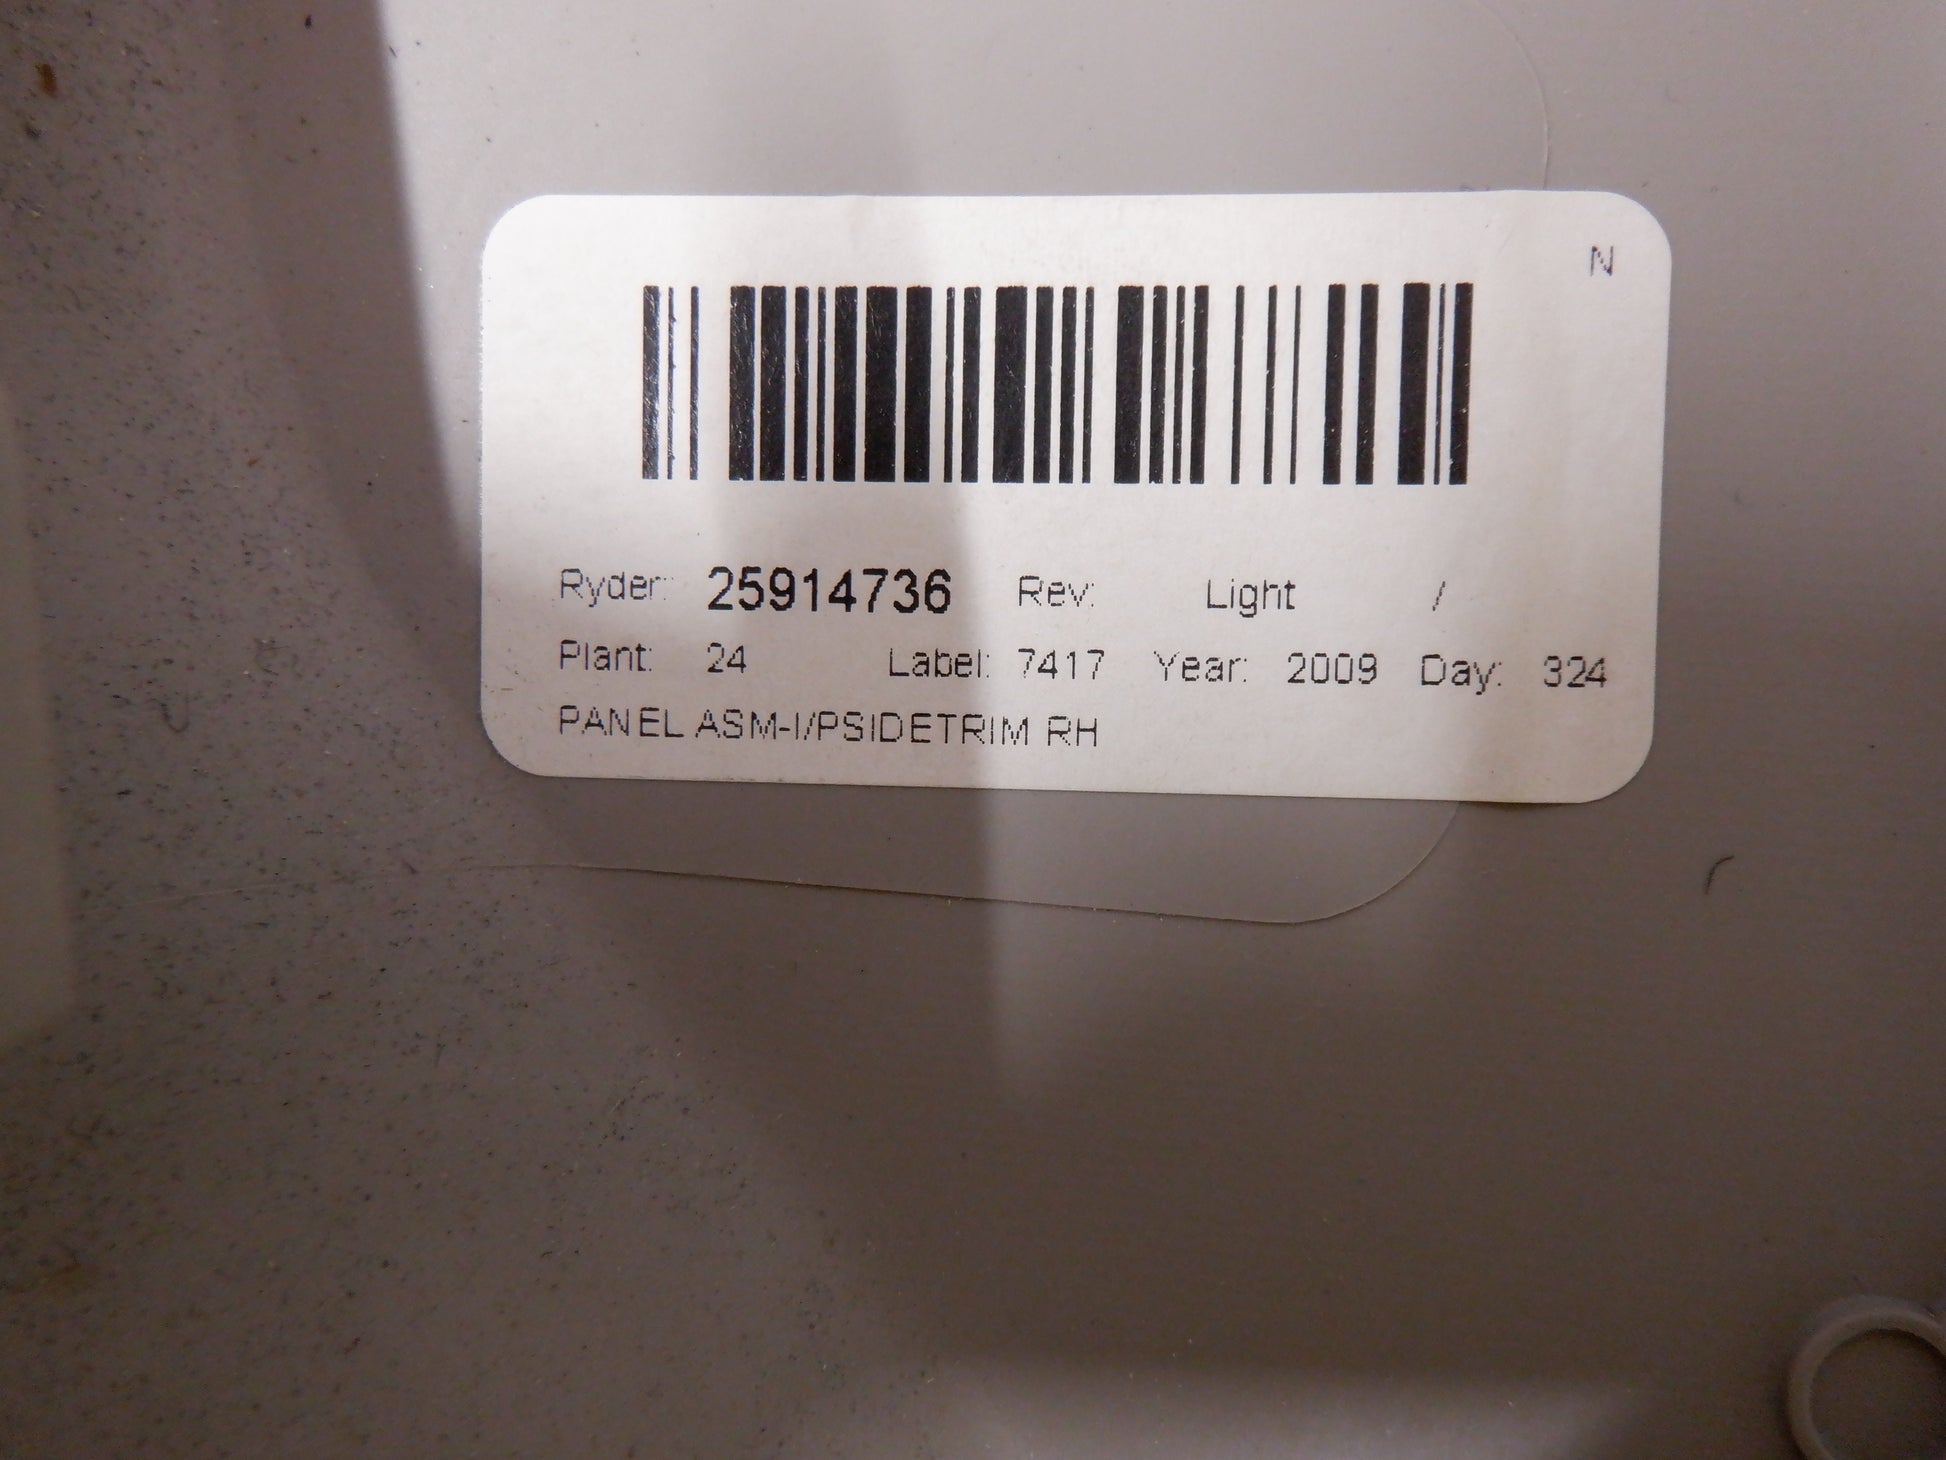 N
Ryder: 25914736 Rev: Light /
Plant: 24 Label: 7417 Year: 2009 Day: 324
PANEL ASM-I/PSIDETRIM RH